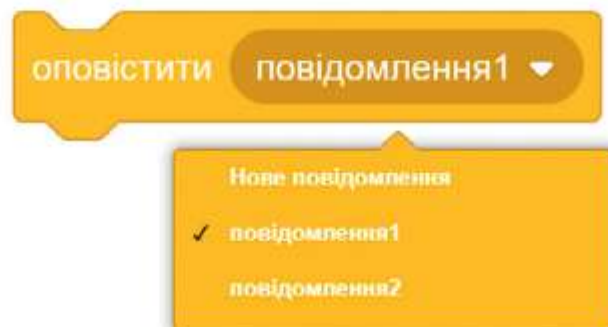 оповістити повідомлення1
Нове повідомлення
повідомлення1
повідомлення2